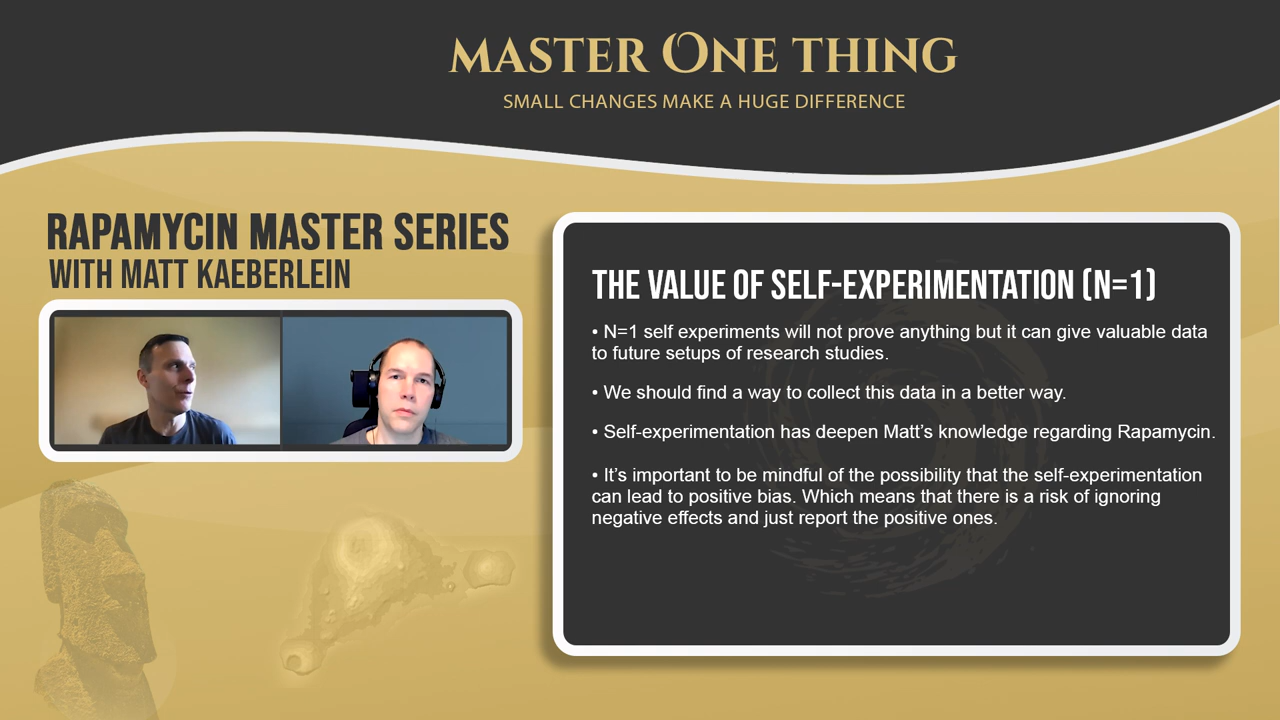 MASTER ONE THING
SMALL CHANGES MAKE A HUGE DIFFERENCE
RAPAMYCIN MASTER SERIES
WITH MATT KAEBERLEIN
THE VALUE OF SELF-EXPERIMENTATION (N=1)
• N=1 self experiments will not prove anything but it can give valuable data
to future setups of research studies.
• We should find a way to collect this data in a better way.
• Self-experimentation has deepen Matt’s knowledge regarding Rapamycin.
• It’s important to be mindful of the possibility that the self-experimentation
can lead to positive bias. Which means that there is a risk of ignoring
negative effects and just report the positive ones.